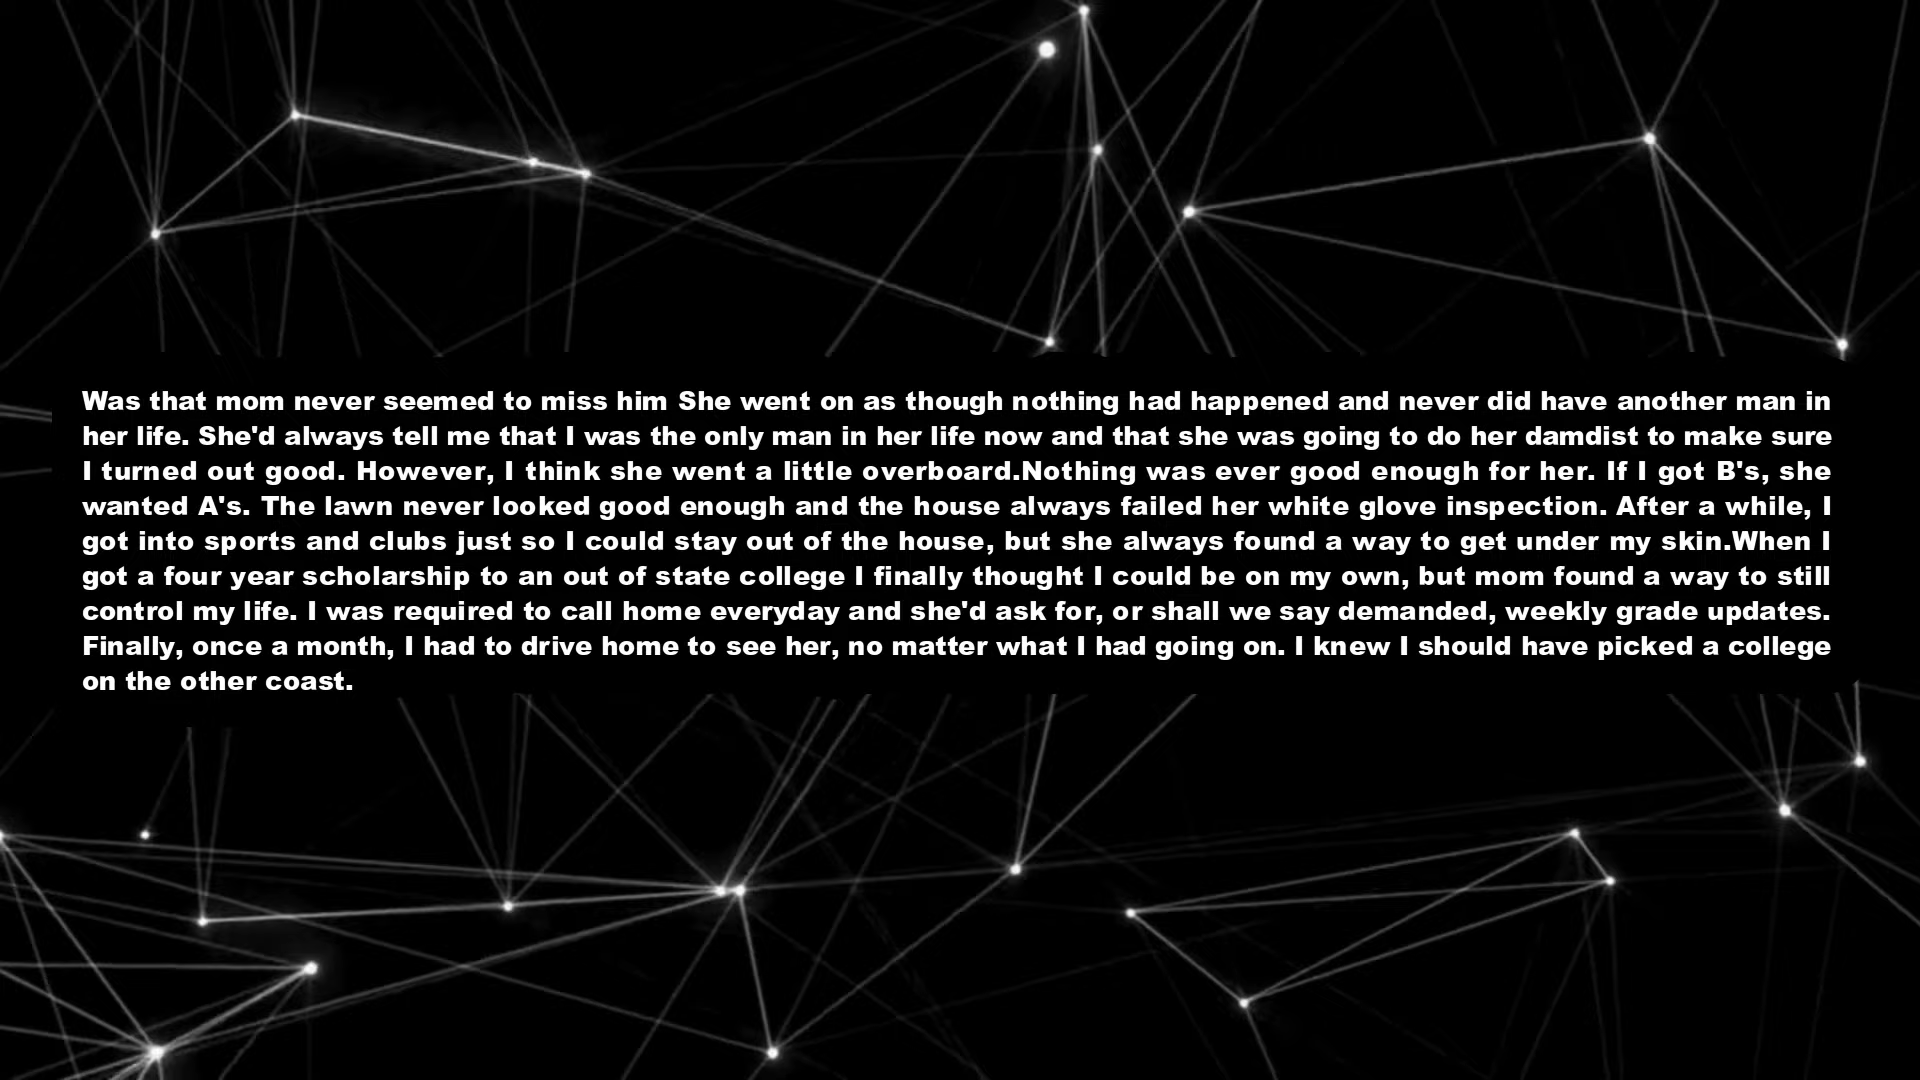 Was that mom never seemed to miss him She went on as though nothing had happened and never did have another man in
her life. She'd always tell me that I was the only man in her life now and that she was going to do her damdist to make sure
I turned out good. However, I think she went a little overboard.Nothing was ever good enough for her. If I got B's, she
wanted A's. The lawn never looked good enough and the house always failed her white glove inspection. After a while, I
got into sports and clubs just so I could stay out of the house, but she always found a way to get under my skin.When I
got a four year scholarship to an out of state college I finally thought I could be on my own, but mom found a way to still
control my life. I was required to call home everyday and she'd ask for, or shall we say demanded, weekly grade updates.
Finally, once a month, I had to drive home to see her, no matter what I had going on. I knew I should have picked a college
on the other coast.